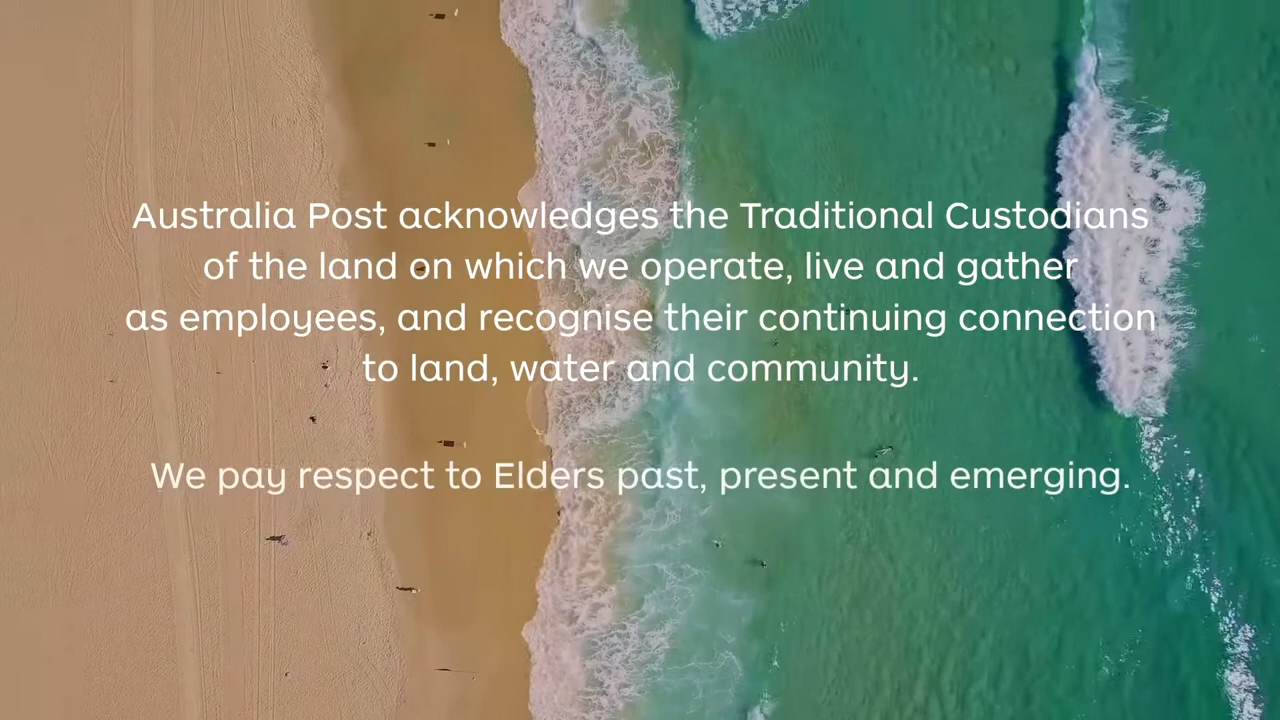 Australia Post acknowledges the Traditional Custodians
of the land on which we operate, live and gather
as employees, and recognise their continuing connection
to land, water and community.
We pay respect to Elders past, present and emerging.